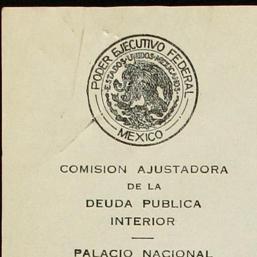 PODER EJECUTIVO FEDERAL
ESTADOS UNIDOS MEXICANOS
MEXICO
COMISION AJUSTADORA
DE LA
DEUDA PUBLICA
INTERIOR
PALACIO NACIONAL